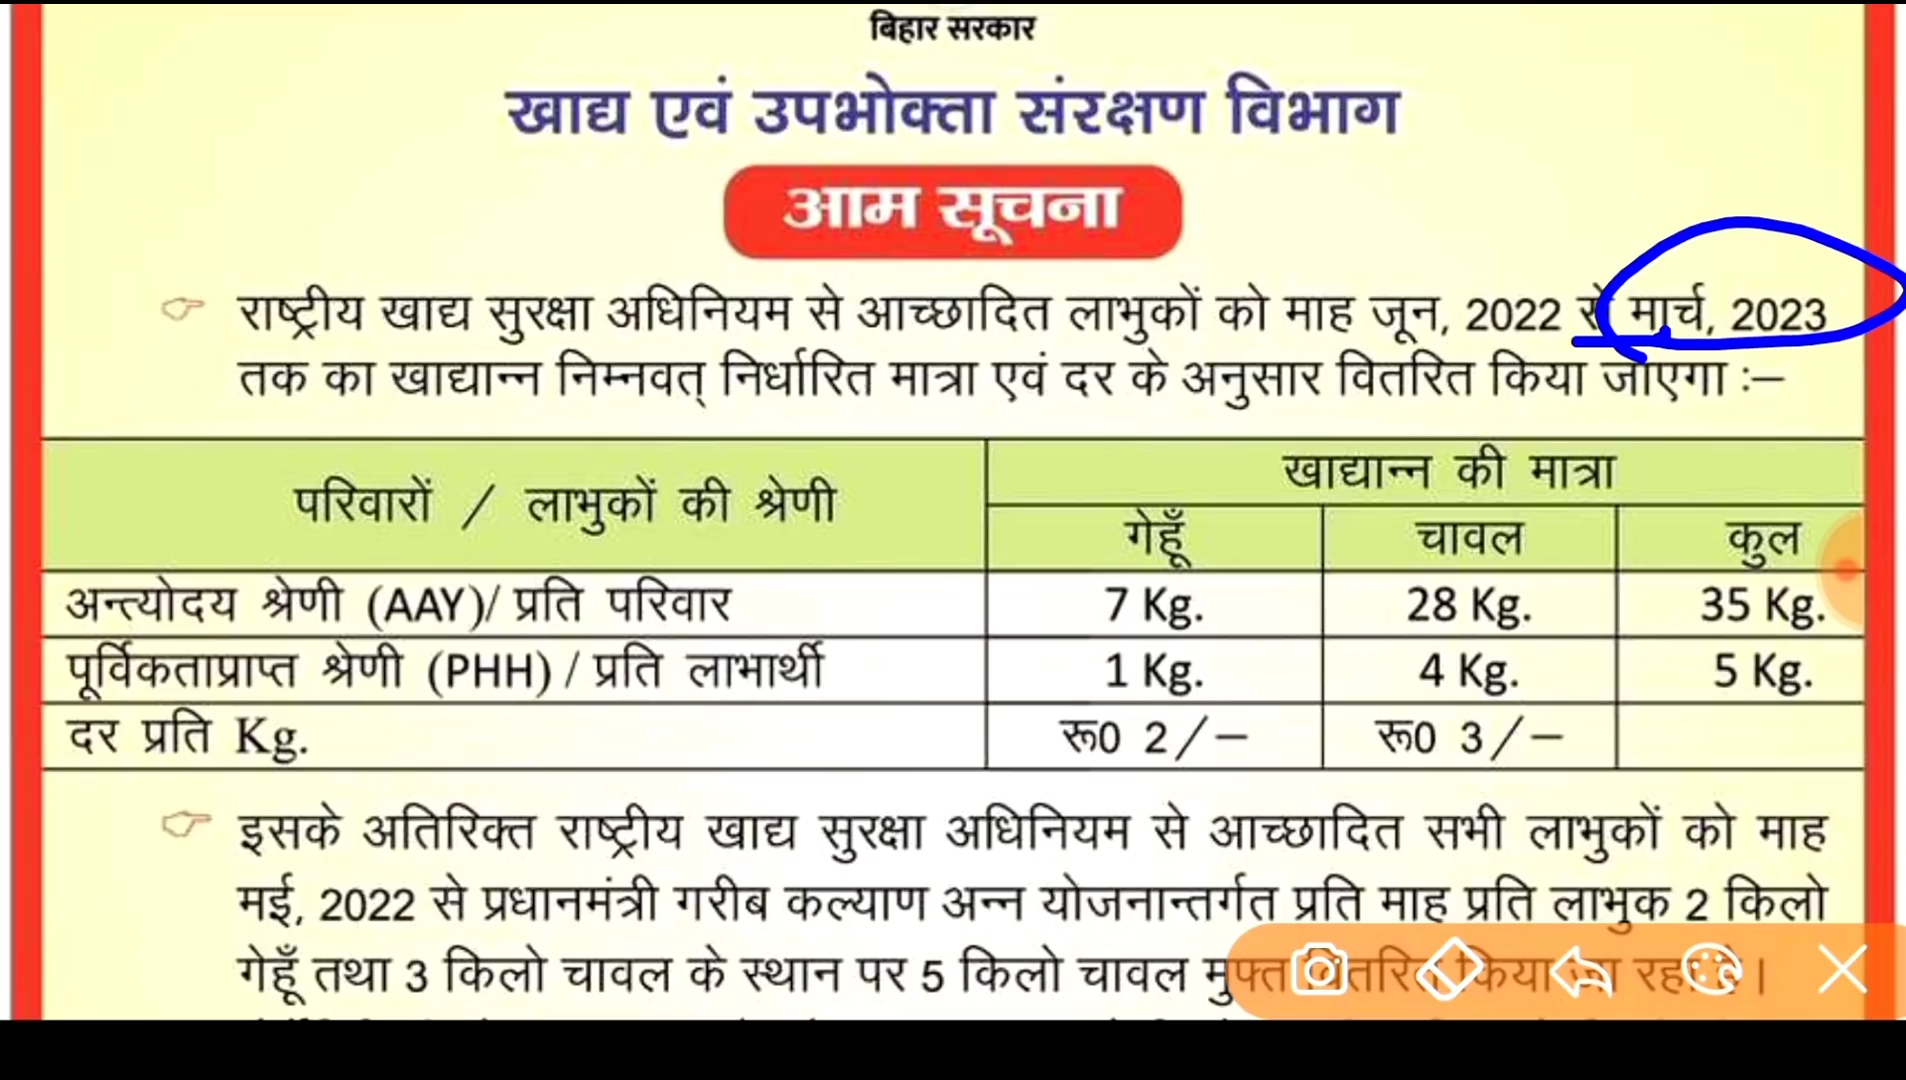 बिहार सरकार
खाद्य एवं उपभोक्ता संरक्षण विभाग
आम सूचना
राष्ट्रीय खाद्य सुरक्षा अधिनियम से आच्छादित लाभुकों को माह जून, 2022 से मार्च, 2023
तक का खाद्यान्न निम्नवत् निर्धारित मात्रा एवं दर के अनुसार वितरित किया जाएगा :–
परिवारों / लाभुकों की श्रेणी
खाद्यान्न की मात्रा
गेहूँ चावल कुल
अन्त्योदय श्रेणी (AAY)/ प्रति परिवार 7 Kg. 28 Kg. 35 Kg.
पूर्विकताप्राप्त श्रेणी (PHH) / प्रति लाभार्थी 1 Kg. 4 Kg. 5 Kg.
दर प्रति Kg. रू0 2/– रू0 3/–
इसके अतिरिक्त राष्ट्रीय खाद्य सुरक्षा अधिनियम से आच्छादित सभी लाभुकों को माह
मई, 2022 से प्रधानमंत्री गरीब कल्याण अन्न योजनान्तर्गत प्रति माह प्रति लाभुक 2 किलो
गेहूँ तथा 3 किलो चावल के स्थान पर 5 किलो चावल मुफ्त वितरित किया जा रहा है।